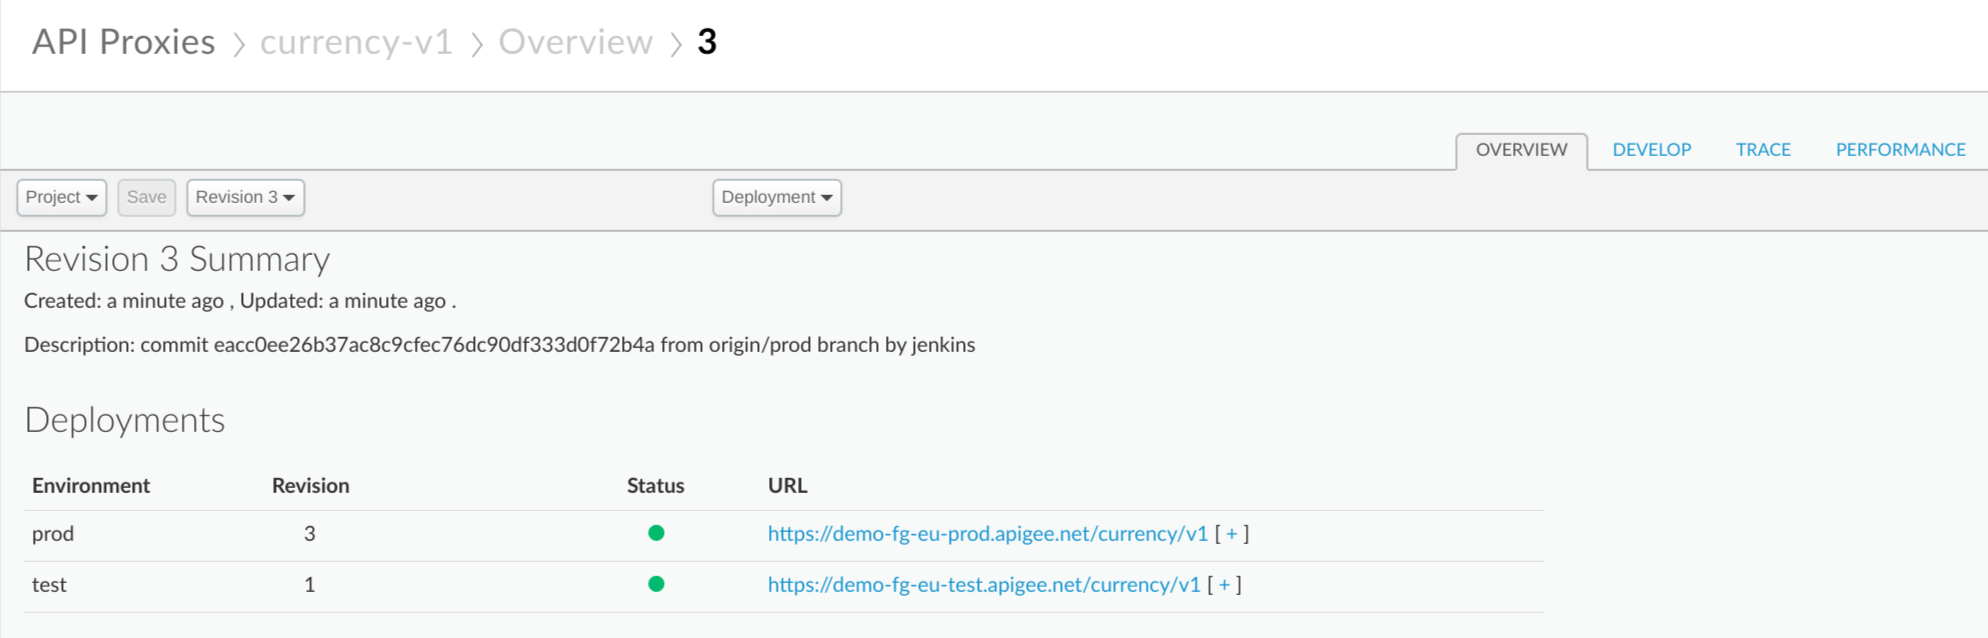 API Proxies > currency-v1 > Overview > 3
OVERVIEW DEVELOP TRACE PERFORMANCE
Project Save Revision 3 Deployment
Revision 3 Summary
Created: a minute ago , Updated: a minute ago .
Description: commit eacc0ee26b37ac8c9cfec76dc90df333d0f72b4a from origin/prod branch by jenkins
Deployments
Environment Revision Status URL
prod 3 https://demo-fg-eu-prod.apigee.net/currency/v1 [ + ]
test 1 https://demo-fg-eu-test.apigee.net/currency/v1 [ + ]